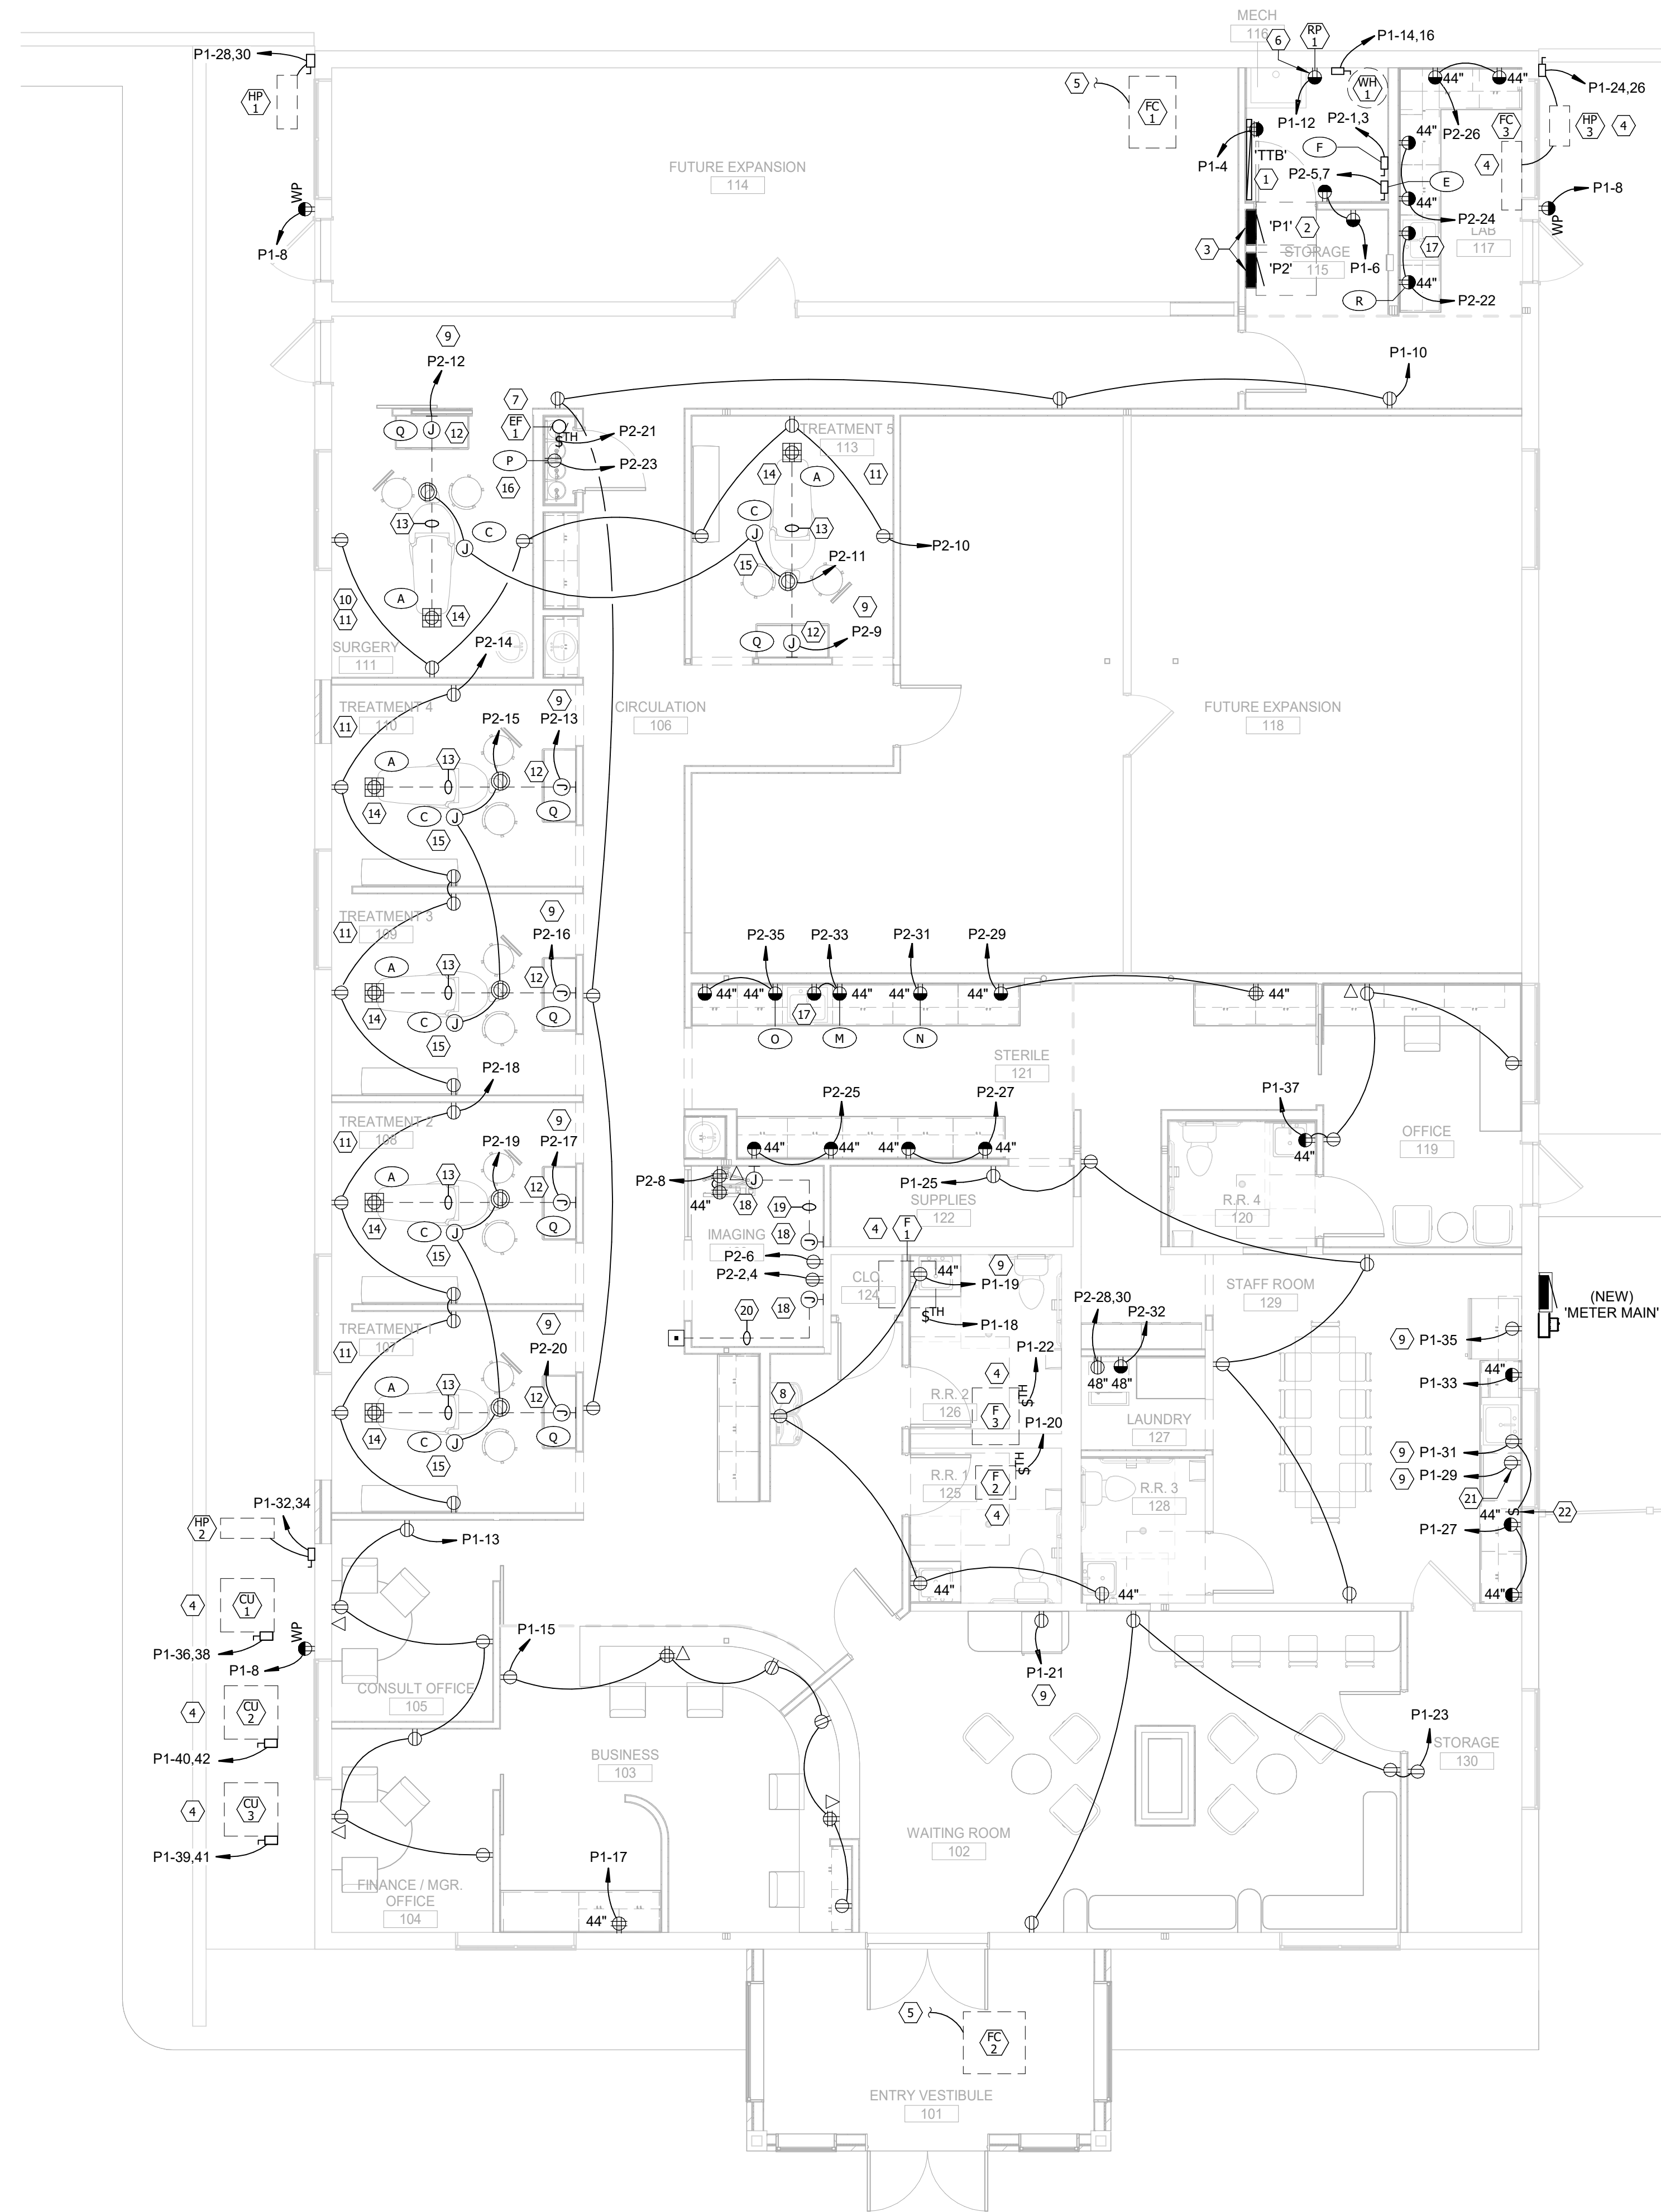 MECH
116
6
RP
1
P1-14,16
P1-28,30
HP
1
5
FC
1
WH
1
44"
44"
P1-24,26
P1-12
P2-1,3
P2-26
FC
3
HP
3
4
P1-4
'TTB'
F
44"
4
FUTURE EXPANSION
114
1
P2-5,7
E
P1-8
WP
44"
P2-24
WP
P1-8
'P1'
2
17
LAB
117
3
STORAGE
115
'P2'
P1-6
44"
R
P2-22
9
P2-12
P1-10
7
EF
1
Q
12
$TH
P2-21
TREATMENT 5
113
P
P2-23
14
A
11
16
C
13
C
13
P2-10
15
P2-11
10
A
14
11
9
SURGERY
111
P2-14
Q
12
P2-9
TREATMENT 4
110
11
9
P2-15
P2-13
CIRCULATION
106
FUTURE EXPANSION
118
A
13
12
14
C
Q
15
TREATMENT 3
109
11
9
P2-16
P2-35
P2-33
P2-31
P2-29
A
13
12
44"
44"
44"
44"
44"
14
C
Q
17
15
O
M
N
STERILE
121
P2-18
P2-25
P2-27
P1-37
TREATMENT 2
108
11
9
P2-19
P2-17
OFFICE
119
44"
44"
44"
44"
44"
A
13
12
P2-8
P1-25
14
C
Q
44"
18
SUPPLIES
122
R.R. 4
120
15
19
4
F
1
IMAGING
18
P2-6
P2-2,4
9
44"
CLO.
124
P1-19
STAFF ROOM
129
18
$TH
P1-18
P2-28,30
P2-32
(NEW)
'METER MAIN'
TREATMENT 1
107
11
9
20
P1-22
9
P1-35
P2-20
4
44"
A
13
12
8
48"
48"
P1-33
R.R. 2
126
F
3
$TH
14
C
Q
P1-20
LAUNDRY
127
15
9
P1-31
R.R. 1
125
F
2
$TH
9
P1-29
R.R. 3
128
21
4
44"
$
22
P1-27
HP
2
P1-32,34
P1-13
44"
44"
44"
4
CU
1
WP
P1-15
P1-36,38
P1-8
P1-21
9
4
CU
2
CONSULT OFFICE
105
P1-23
P1-40,42
BUSINESS
103
STORAGE
130
4
CU
3
WAITING ROOM
102
P1-39,41
P1-17
FINANCE / MGR.
OFFICE
104
44"
5
FC
2
ENTRY VESTIBULE
101